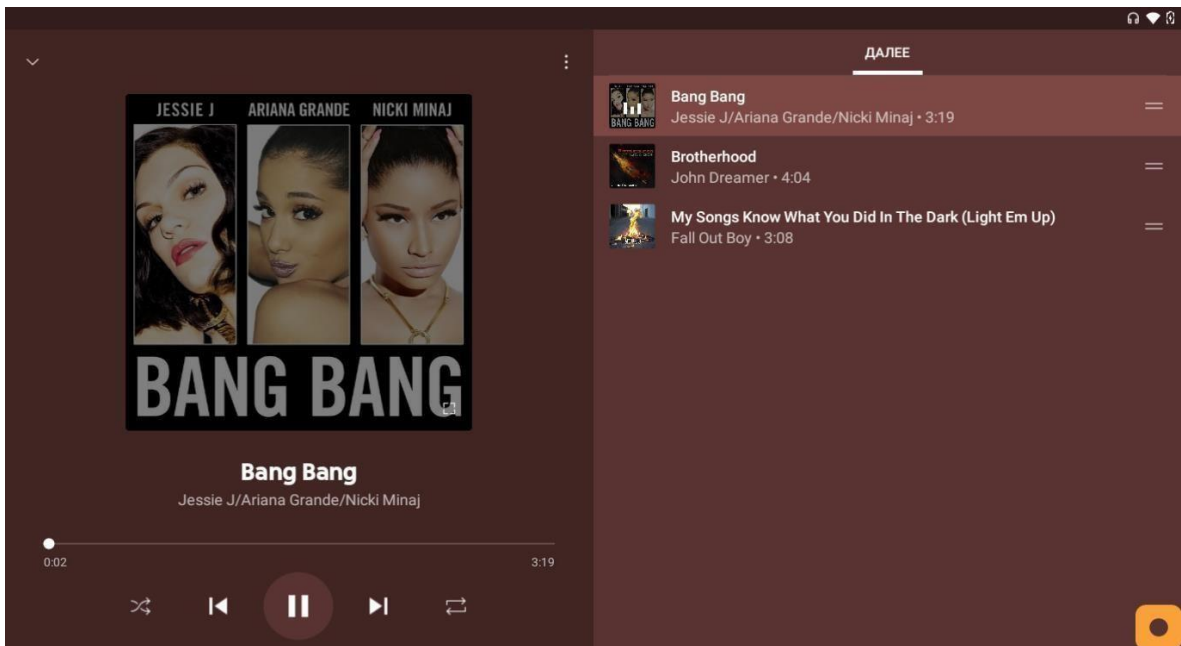 JESSIE J ARIANA GRANDE NICKI MINAJ
BANG BANG
Bang Bang
Jessie J/Ariana Grande/Nicki Minaj
0:02 3:19
ДАЛЕЕ
BANG BANG
Bang Bang
Jessie J/Ariana Grande/Nicki Minaj • 3:19
Brotherhood
John Dreamer • 4:04
My Songs Know What You Did In The Dark (Light Em Up)
Fall Out Boy • 3:08